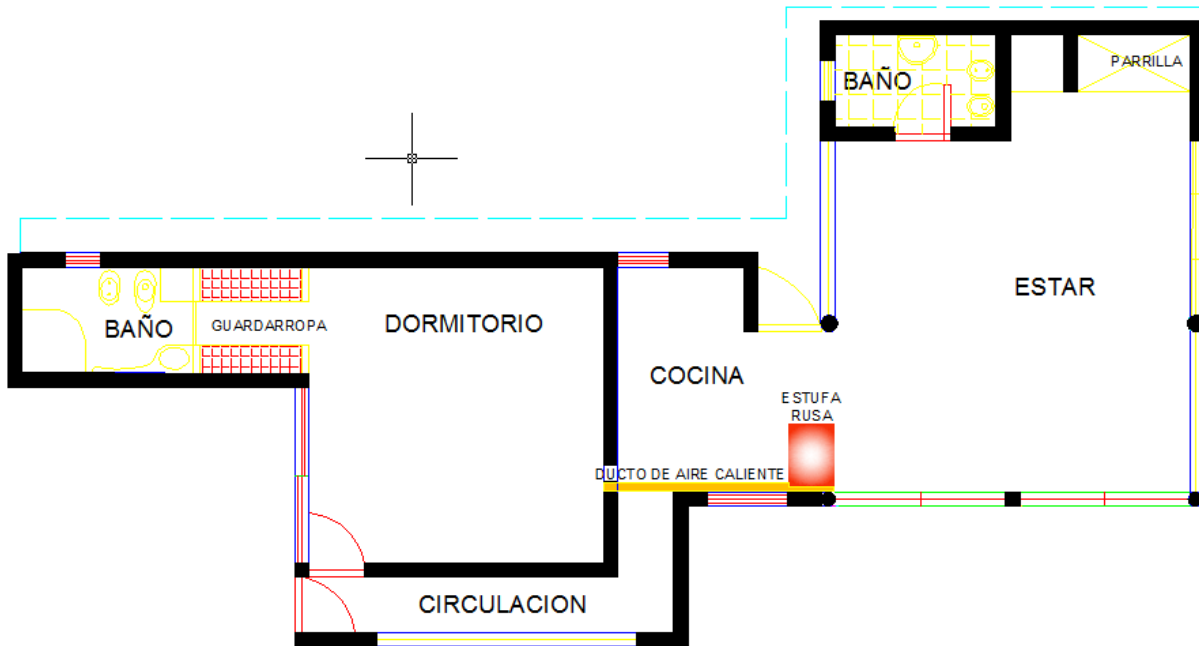 PARRILLA
BAÑO
ESTAR
BAÑO
GUARDARROPA
DORMITORIO
COCINA
ESTUFA
RUSA
DUCTO DE AIRE CALIENTE
CIRCULACION